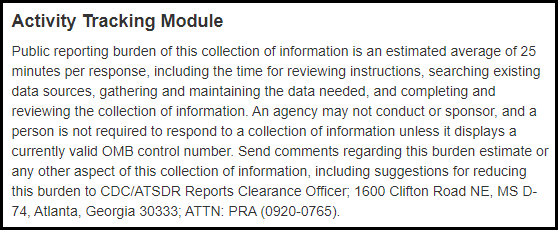 Activity Tracking Module
Public reporting burden of this collection of information is an estimated average of 25
minutes per response, including the time for reviewing instructions, searching existing
data sources, gathering and maintaining the data needed, and completing and
reviewing the collection of information. An agency may not conduct or sponsor, and a
person is not required to respond to a collection of information unless it displays a
currently valid OMB control number. Send comments regarding this burden estimate or
any other aspect of this collection of information, including suggestions for reducing
this burden to CDC/ATSDR Reports Clearance Officer; 1600 Clifton Road NE, MS D-
74, Atlanta, Georgia 30333; ATTN: PRA (0920-0765).